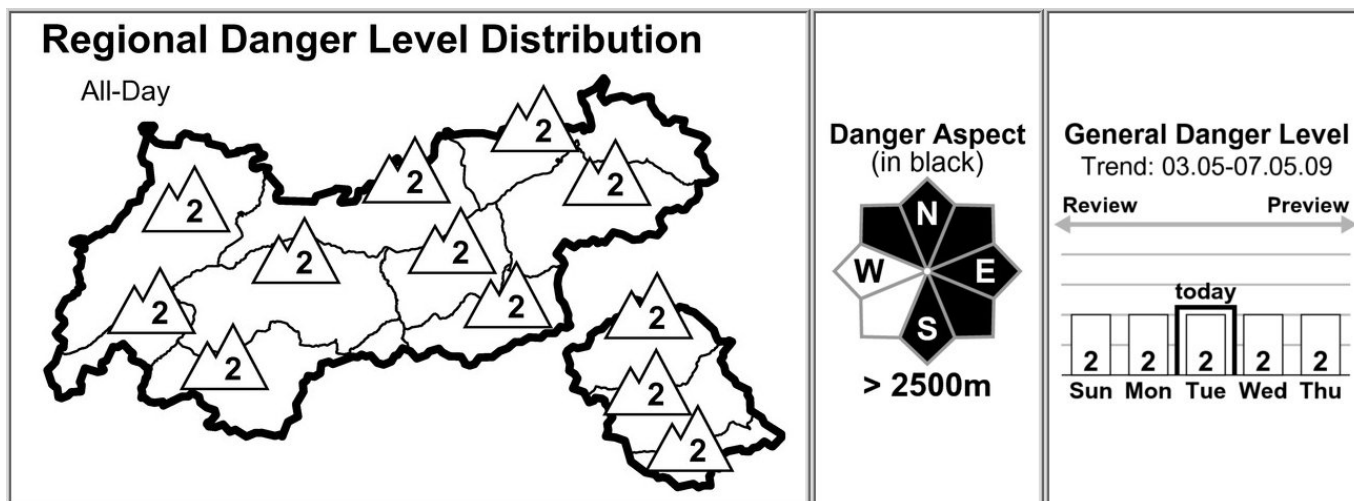 Regional Danger Level Distribution
All-Day
2
2
2
2
2
2
2
2
2
2
2
2
Danger Aspect
(in black)
N
W E
S
> 2500m
General Danger Level
Trend: 03.05-07.05.09
Review Preview
today
2 2 2 2 2
Sun Mon Tue Wed Thu